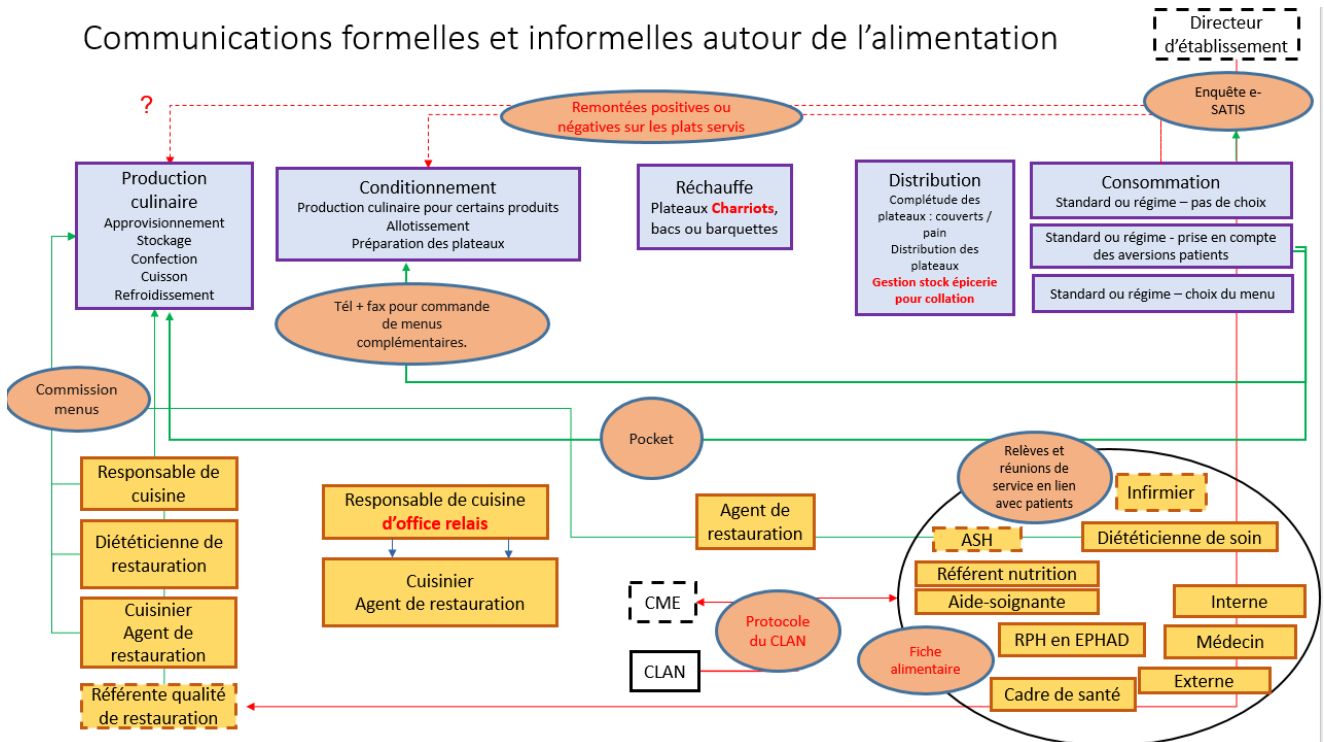 Communications formelles et informelles autour de l'alimentation
Directeur
d'établissement
?
Remontées positives ou
négatives sur les plats servis
Enquête e-
SATIS
Production
culinaire
Approvisionnement
Stockage
Confection
Cuisson
Refroidissement
Conditionnement
Production culinaire pour certains produits
Allotissement
Préparation des plateaux
Réchauffe
Plateaux Charriots,
bacs ou barquettes
Distribution
Complétude des
plateaux : couverts /
pain
Distribution des
plateaux
Gestion stock épicerie
pour collation
Consommation
Standard ou régime – pas de choix
Standard ou régime - prise en compte
des aversions patients
Standard ou régime – choix du menu
Tél + fax pour commande
de menus
complémentaires.
Commission
menus
Pocket
Relèves et
réunions de
service en lien
avec patients
Responsable de
cuisine
Diététicienne de
restauration
Cuisinier
Agent de
restauration
Référente qualité
de restauration
Responsable de cuisine
d'office relais
Cuisinier
Agent de restauration
Agent de
restauration
Infirmier
ASH
Diététicienne de soin
Référent nutrition
Aide-soignante
Interne
CME
Protocole
du CLAN
CLAN
RPH en EPHAD
Médecin
Fiche
alimentaire
Externe
Cadre de santé